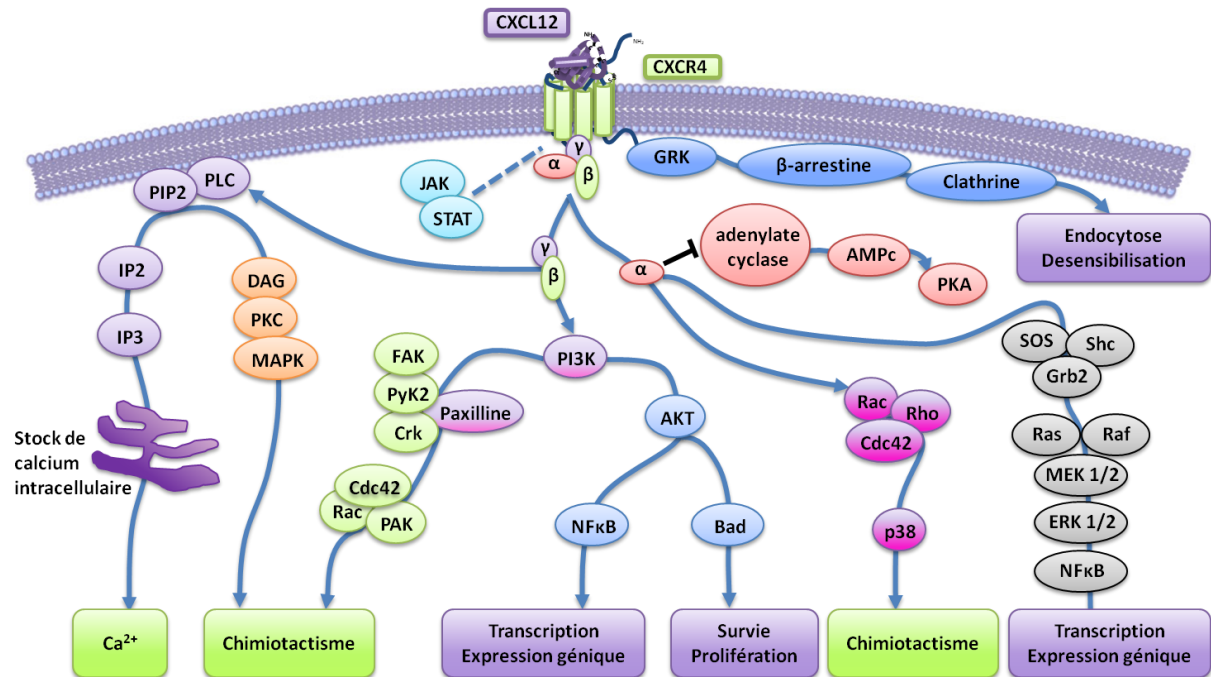 CXCL12
NH₂
NH₂
CXCR4
γ
α
β
GRK
β-arrestine
Clathrine
Endocytose
Désensibilisation
JAK
STAT
PLC
PIP2
IP2
IP3
Stock de
calcium
intracellulaire
Ca²⁺
DAG
PKC
MAPK
Chimiotactisme
γ
β
PI3K
FAK
PyK2
Crk
Paxilline
Cdc42
Rac
PAK
AKT
NFκB
Bad
Transcription
Expression génique
Survie
Prolifération
α
adenylate
cyclase
AMPc
PKA
Rac
Rho
Cdc42
p38
Chimiotactisme
SOS
Shc
Grb2
Ras
Raf
MEK 1/2
ERK 1/2
NFκB
Transcription
Expression génique